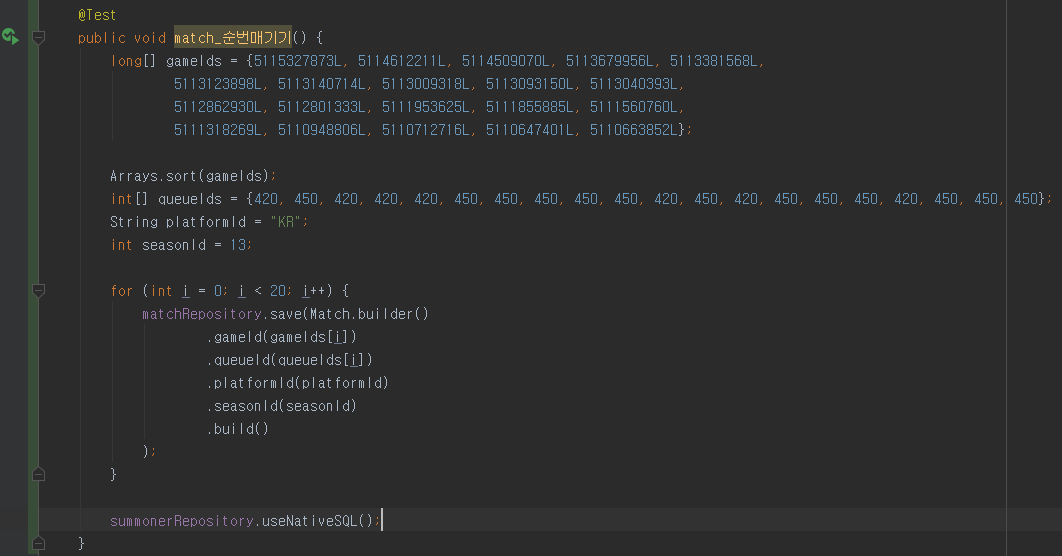 @Test
public void match_순번매기기() {
long[] gameIds = {5115327873L, 5114612211L, 5114509070L, 5113679956L, 5113381568L,
5113123898L, 5113140714L, 5113009318L, 5113093150L, 5113040393L,
5112862930L, 5112801333L, 5111953625L, 5111855885L, 5111560760L,
5111318269L, 5110948806L, 5110712716L, 5110647401L, 5110663852L};
Arrays.sort(gameIds);
int[] queueIds = {420, 450, 420, 420, 420, 450, 450, 450, 450, 450, 420, 450, 420, 450, 450, 450, 420, 450, 450, 450};
String platformId = "KR";
int seasonId = 13;
for (int i = 0; i < 20; i++) {
matchRepository.save(Match.builder()
.gameId(gameIds[i])
.queueId(queueIds[i])
.platformId(platformId)
.seasonId(seasonId)
.build()
);
}
summonerRepository.useNativeSQL();
}